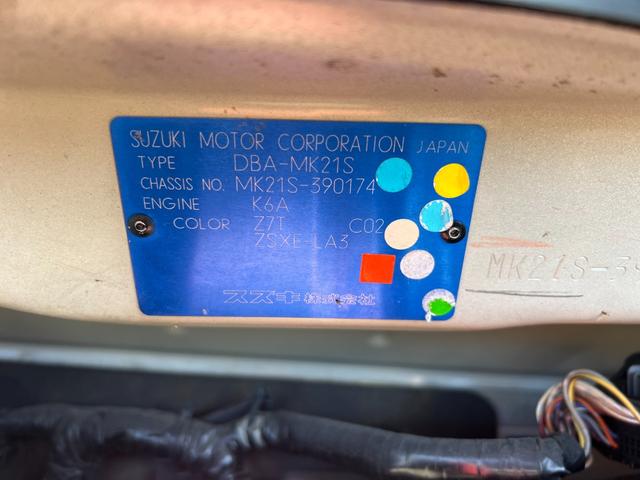 SUZUKI MOTOR CORPORATION JAPAN
TYPE DBA-MK21S
CHASSIS NO. MK21S-390174
ENGINE K6A
COLOR Z7T C02
ZSXE-LA3
スズキ株式会社
MK21S-39